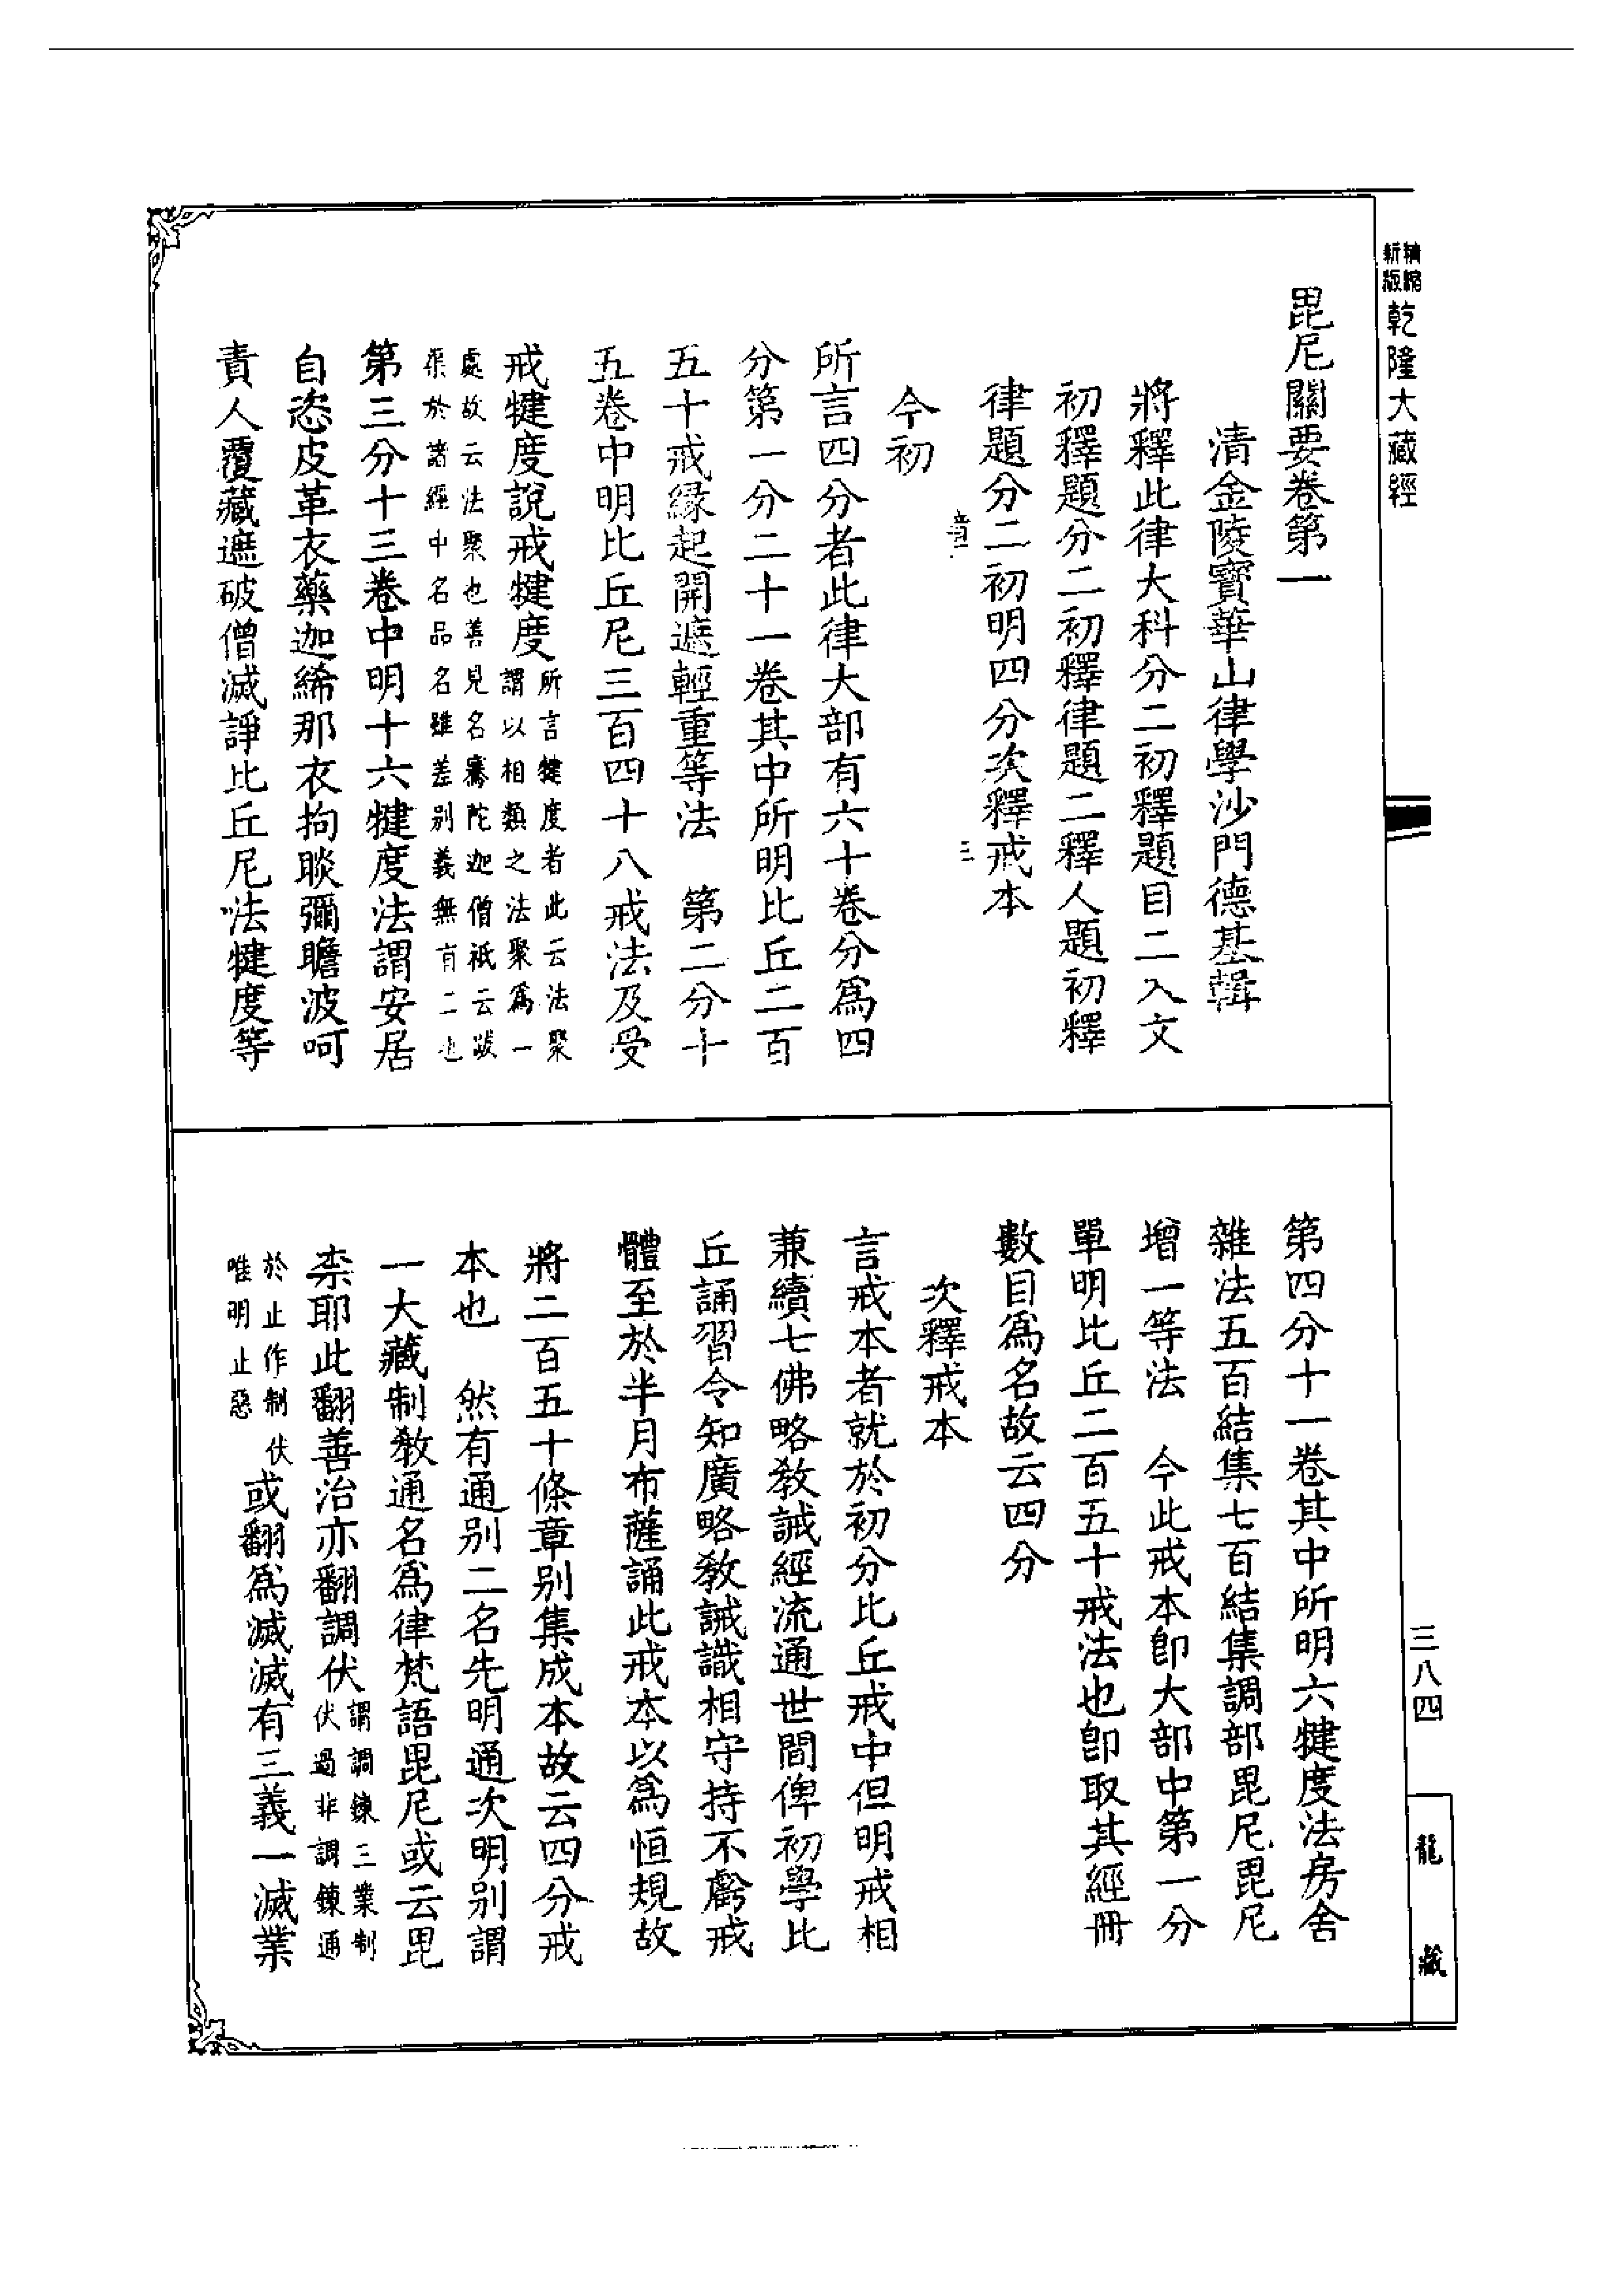 精縮新版乾隆大藏經
毘尼關要卷第一
清金陵寶華山律學沙門德基輯
將釋此律大科分二初釋題目二入文
初釋題分二初釋律題二釋人題初釋
律題分二初明四分次釋戒本
章一
三
今初
所言四分者此律大部有六十卷分爲四
分第一分二十一卷其中所明比丘二百
五十戒緣起開遮輕重等法　第二分十
五卷中明比丘尼三百四十八戒法及受
戒犍度說戒犍度所言犍度者此云法聚謂以相類之法聚爲一
處故云法聚也善見名騫陀迦僧祇云跋渠於諸經中名品名雖差别義無有二也
第三分十三卷中明十六犍度法謂安居
自恣皮革衣藥迦絺那衣拘睒彌瞻波呵
責人覆藏遮破僧滅諍比丘尼法犍度等
第四分十一卷其中所明六犍度法房舍
雜法五百結集七百結集調部毘尼毘尼
增一等法　今此戒本卽大部中第一分
單明比丘二百五十戒法也卽取其經冊
數目爲名故云四分
次釋戒本
言戒本者就於初分比丘戒中但明戒相
兼續七佛略教誡經流通世間俾初學比
丘誦習令知廣略教誡識相守持不虧戒
體至於半月布薩誦此戒本以爲恒規故
將二百五十條章别集成本故云四分戒
本也　然有通别二名先明通次明别謂
一大藏制教通名爲律梵語毘尼或云毘
柰耶此翻善治亦翻調伏謂調鍊三業制伏過非調鍊通
於止作制伏唯明止惡或翻爲滅滅有三義一滅業
三八四
龍藏